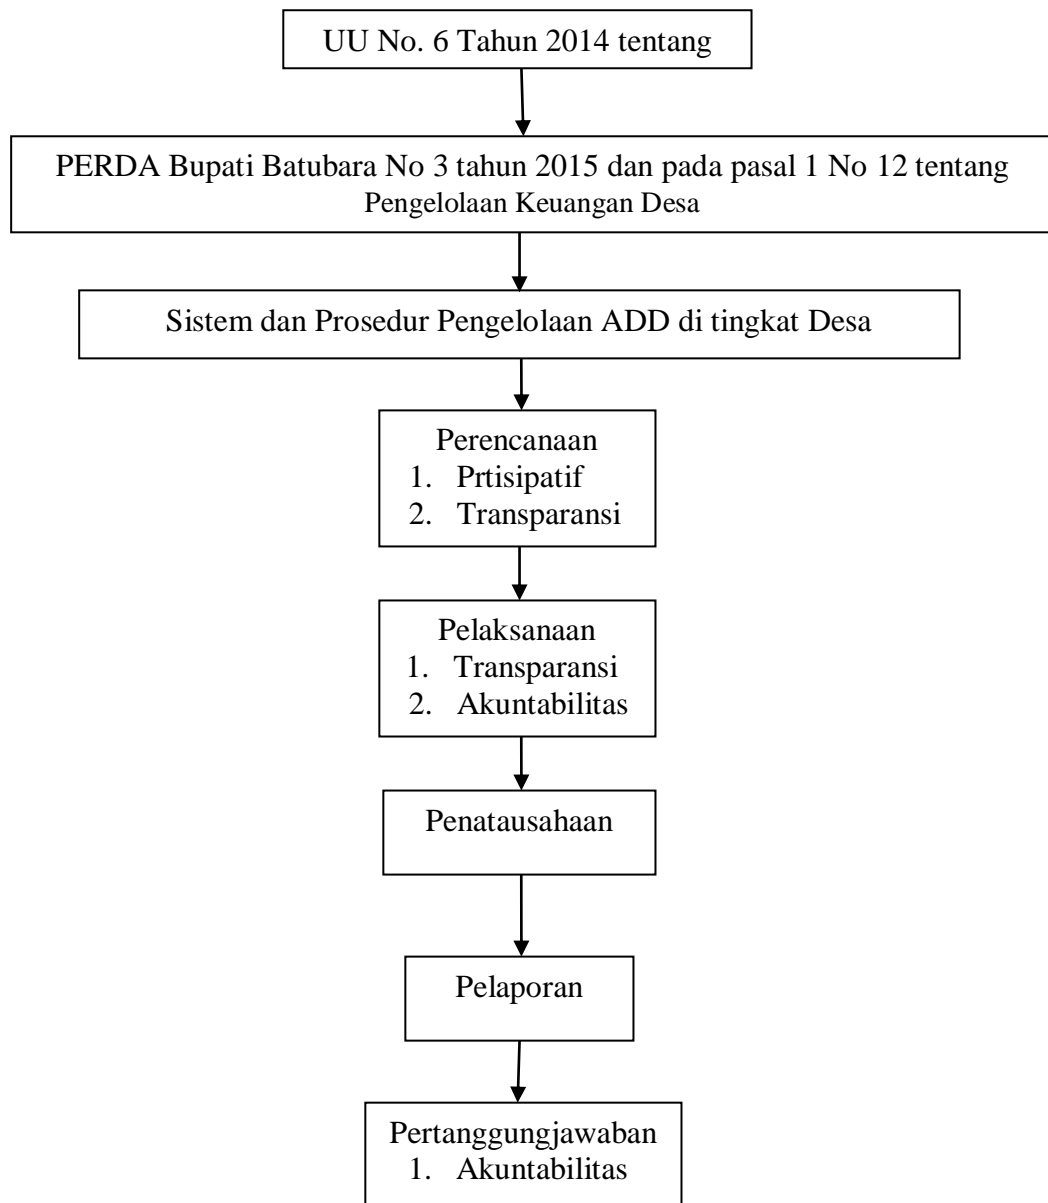 UU No. 6 Tahun 2014 tentang
PERDA Bupati Batubara No 3 tahun 2015 dan pada pasal 1 No 12 tentang
Pengelolaan Keuangan Desa
Sistem dan Prosedur Pengelolaan ADD di tingkat Desa
Perencanaan
1. Prtisipatif
2. Transparansi
Pelaksanaan
1. Transparansi
2. Akuntabilitas
Penatausahaan
Pelaporan
Pertanggungjawaban
1. Akuntabilitas